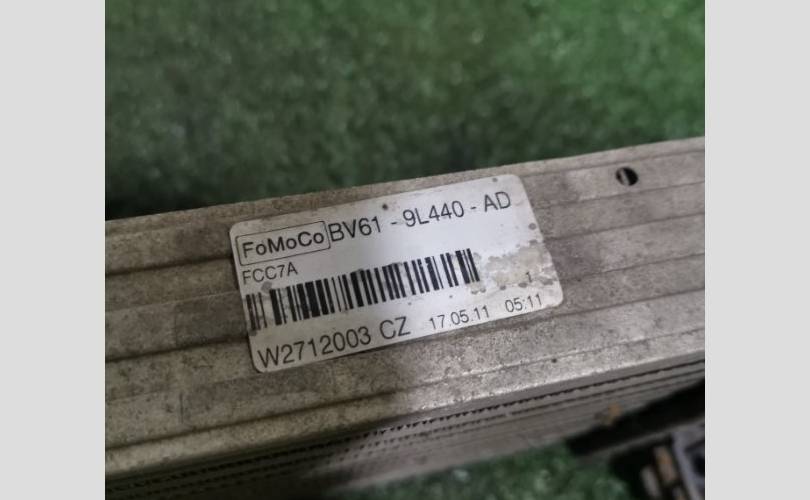 FoMoCo BV61 - 9L440 - AD
FCC7A
1
W2712003 CZ 17.05.11 05:11